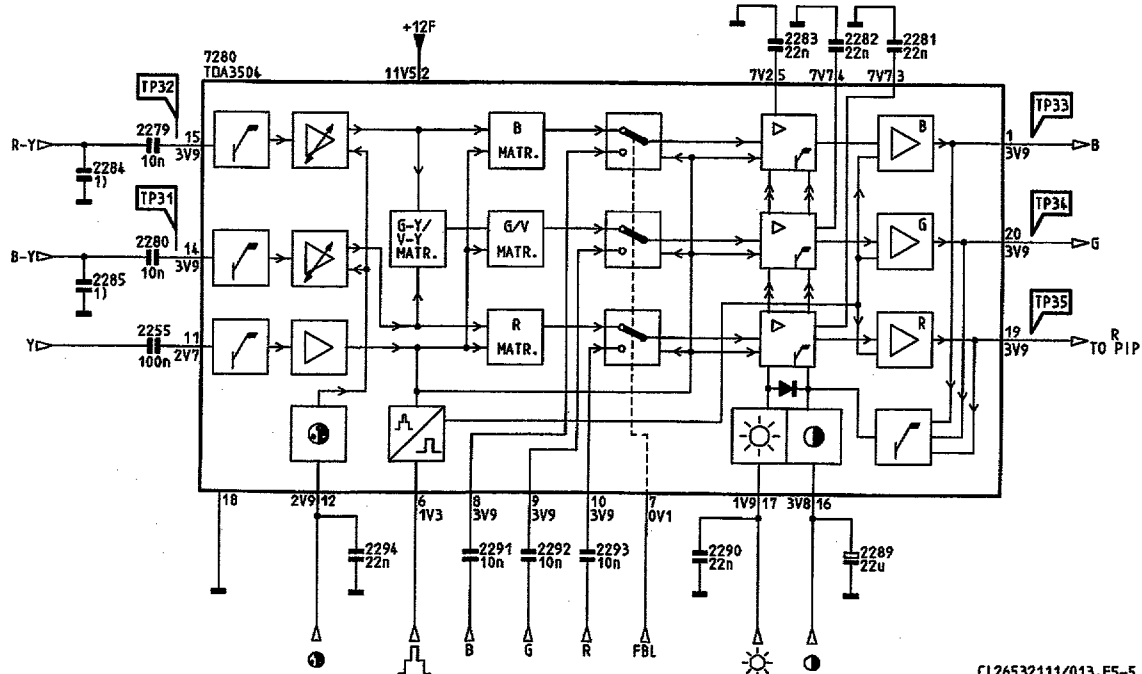 +12F
2283
22n
2282
22n
2281
22n
7280
TDA3504
11V5 2
7V2 5
7V7 4
7V7 3
TP32
TP33
R-Y
2279
10n
15
3V9
B
MATR.
B
1
3V9
B
2284
1)
TP31
TP34
B-Y
2280
10n
14
3V9
G-Y/
V-Y
MATR.
G/V
MATR.
G
20
3V9
G
2285
1)
TP35
Y
2255
100n
11
2V7
R
MATR.
R
19
3V9
R
TO PIP
18
2V9 12
6
1V3
8
3V9
9
3V9
10
3V9
7
0V1
1V9 17
3V8 16
2294
22n
2291
10n
2292
10n
2293
10n
2290
22n
2289
22u
B
G
R
FBL
CL26532111/013.F5-5